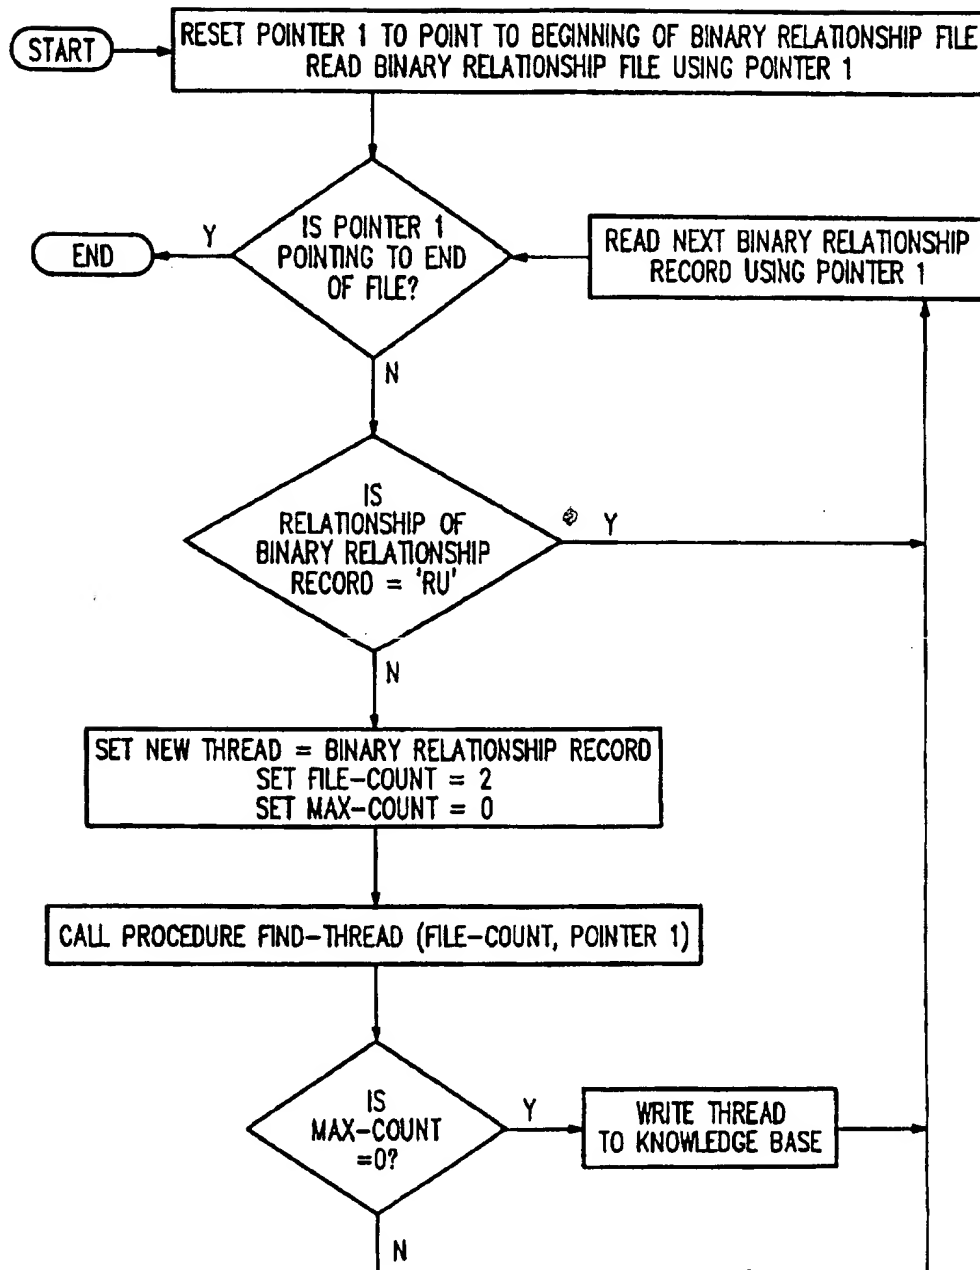 START
RESET POINTER 1 TO POINT TO BEGINNING OF BINARY RELATIONSHIP FILE
READ BINARY RELATIONSHIP FILE USING POINTER 1
IS POINTER 1
POINTING TO END
OF FILE?
Y
END
READ NEXT BINARY RELATIONSHIP
RECORD USING POINTER 1
N
IS
RELATIONSHIP OF
BINARY RELATIONSHIP
RECORD = 'RU'
Y
N
SET NEW THREAD = BINARY RELATIONSHIP RECORD
SET FILE-COUNT = 2
SET MAX-COUNT = 0
CALL PROCEDURE FIND-THREAD (FILE-COUNT, POINTER 1)
IS
MAX-COUNT
=0?
Y
WRITE THREAD
TO KNOWLEDGE BASE
N